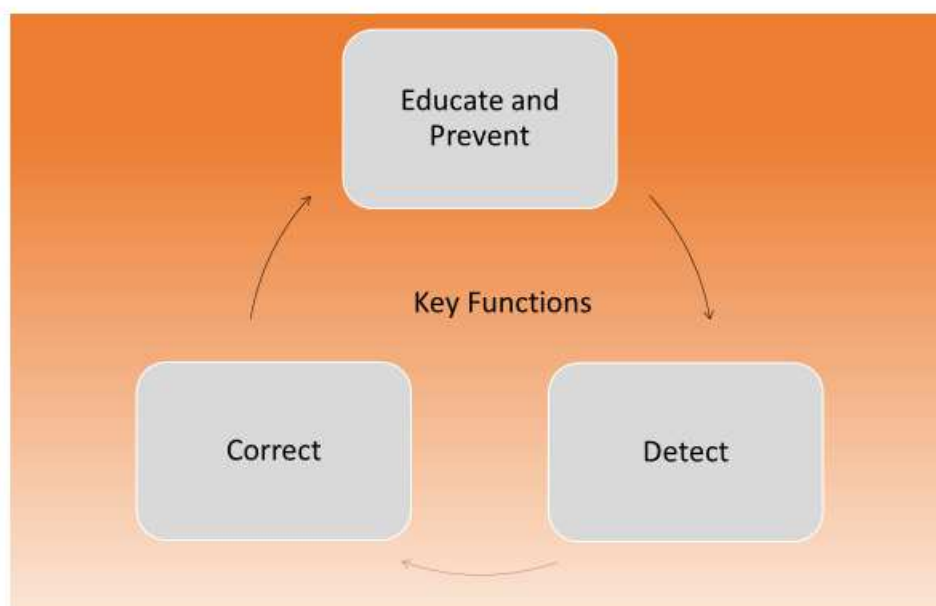 Educate and
Prevent
Key Functions
Correct
Detect